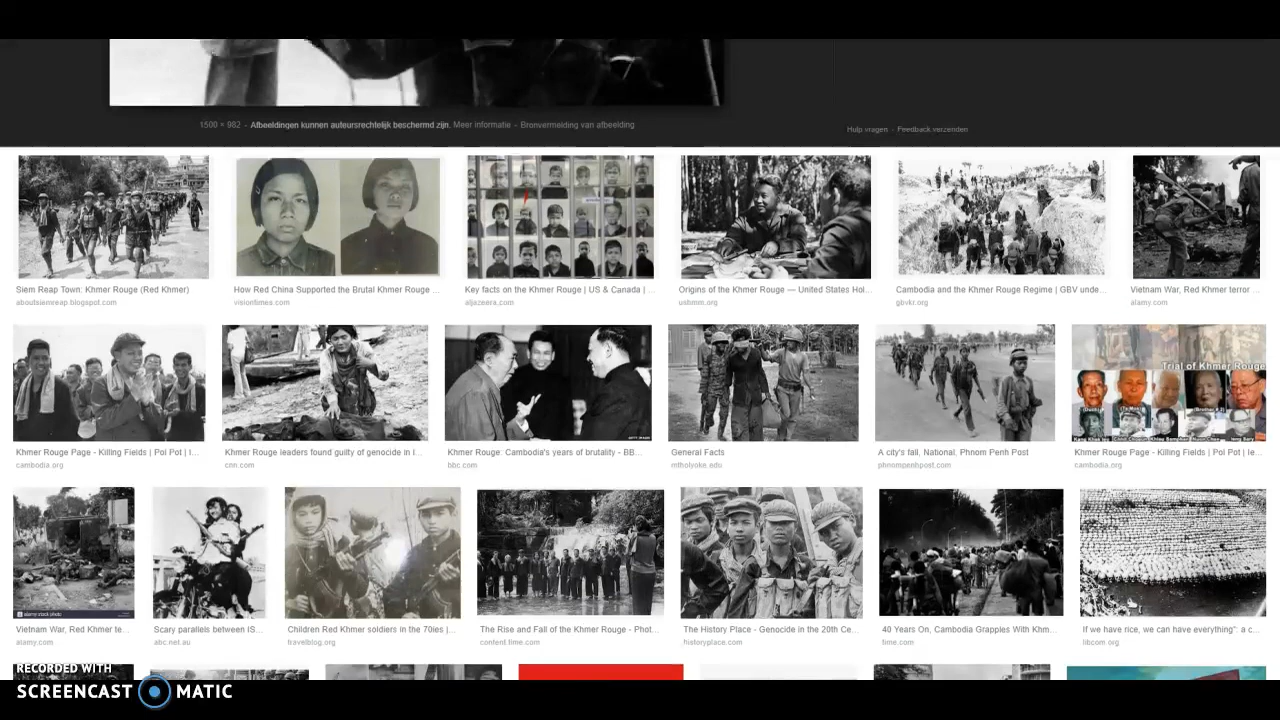 1500 × 982 - Afbeeldingen kunnen auteursrechtelijk beschermd zijn. Meer informatie - Bronvermelding van afbeelding
Hulp vragen - Feedback verzenden
Siem Reap Town: Khmer Rouge (Red Khmer)
aboutsiemreap.blogspot.com
How Red China Supported the Brutal Khmer Rouge ...
visiontimes.com
Key facts on the Khmer Rouge | US & Canada | ...
aljazeera.com
Origins of the Khmer Rouge — United States Hol...
ushmm.org
Cambodia and the Khmer Rouge Regime | GBV unde...
gbvkr.org
Vietnam War, Red Khmer terror ...
alamy.com
Trial of Khmer Rouge
Khmer Rouge Page - Killing Fields | Pol Pot | I...
cambodia.org
Khmer Rouge leaders found guilty of genocide in l...
cnn.com
Khmer Rouge: Cambodia's years of brutality - BB...
bbc.com
General Facts
mtholyoke.edu
A city's fall, National, Phnom Penh Post
phnompenhpost.com
Khmer Rouge Page - Killing Fields | Pol Pot | Ie...
cambodia.org
Vietnam War, Red Khmer te...
alamy.com
Scary parallels between IS...
abc.net.au
Children Red Khmer soldiers in the 70ies |...
travelblog.org
The Rise and Fall of the Khmer Rouge - Phot...
content.time.com
The History Place - Genocide in the 20th Ce...
historyplace.com
40 Years On, Cambodia Grapples With Khm...
time.com
If we have rice, we can have everything": a c...
libcom.org
RECORDED WITH
SCREENCAST MATIC